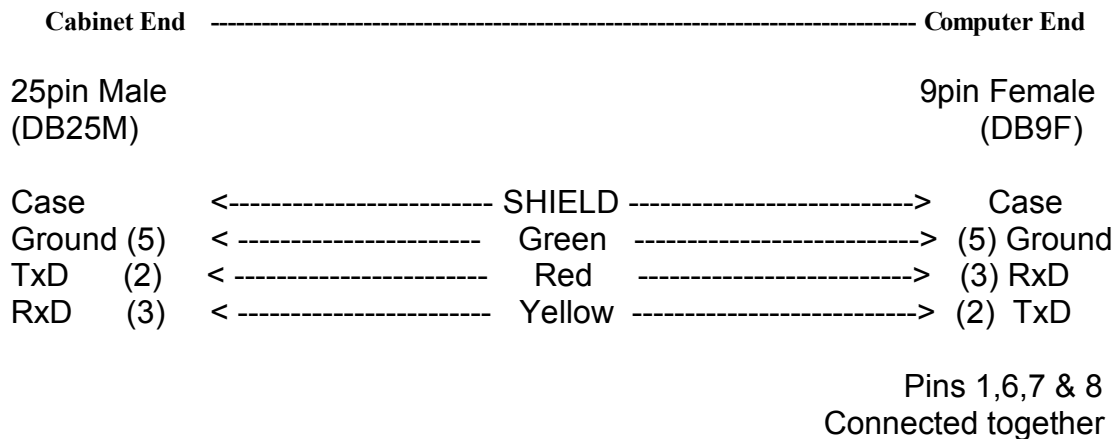 Cabinet End ------------------------------------------------------------------------------------ Computer End
25pin Male 9pin Female
(DB25M) (DB9F)
Case <------------------------- SHIELD ---------------------------> Case
Ground (5) < ----------------------- Green ---------------------------> (5) Ground
TxD (2) < ------------------------ Red --------------------------> (3) RxD
RxD (3) < ------------------------ Yellow ---------------------------> (2) TxD
Pins 1,6,7 & 8
Connected together